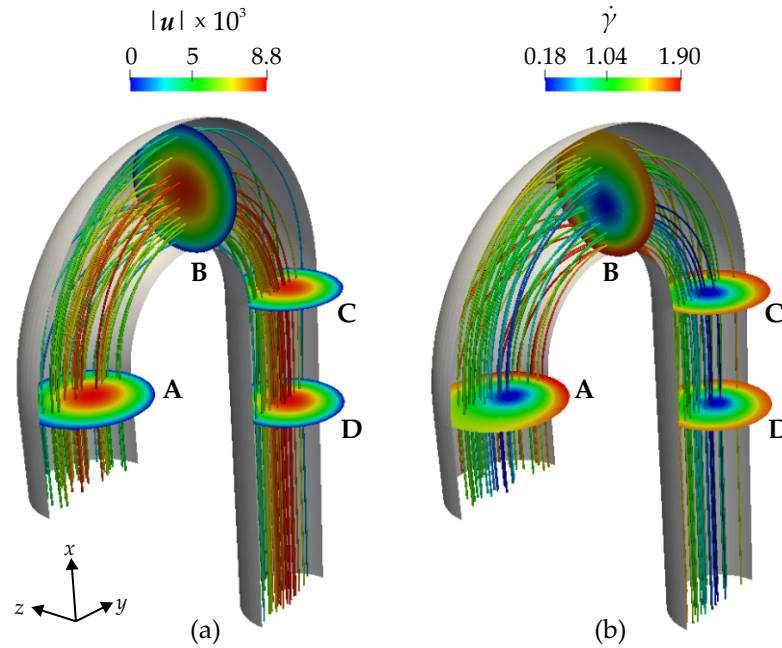 |u| × 10³
0 5 8.8
γ̇
0.18 1.04 1.90
B
A
C
D
x
z
y
(a)
B
A
C
D
(b)